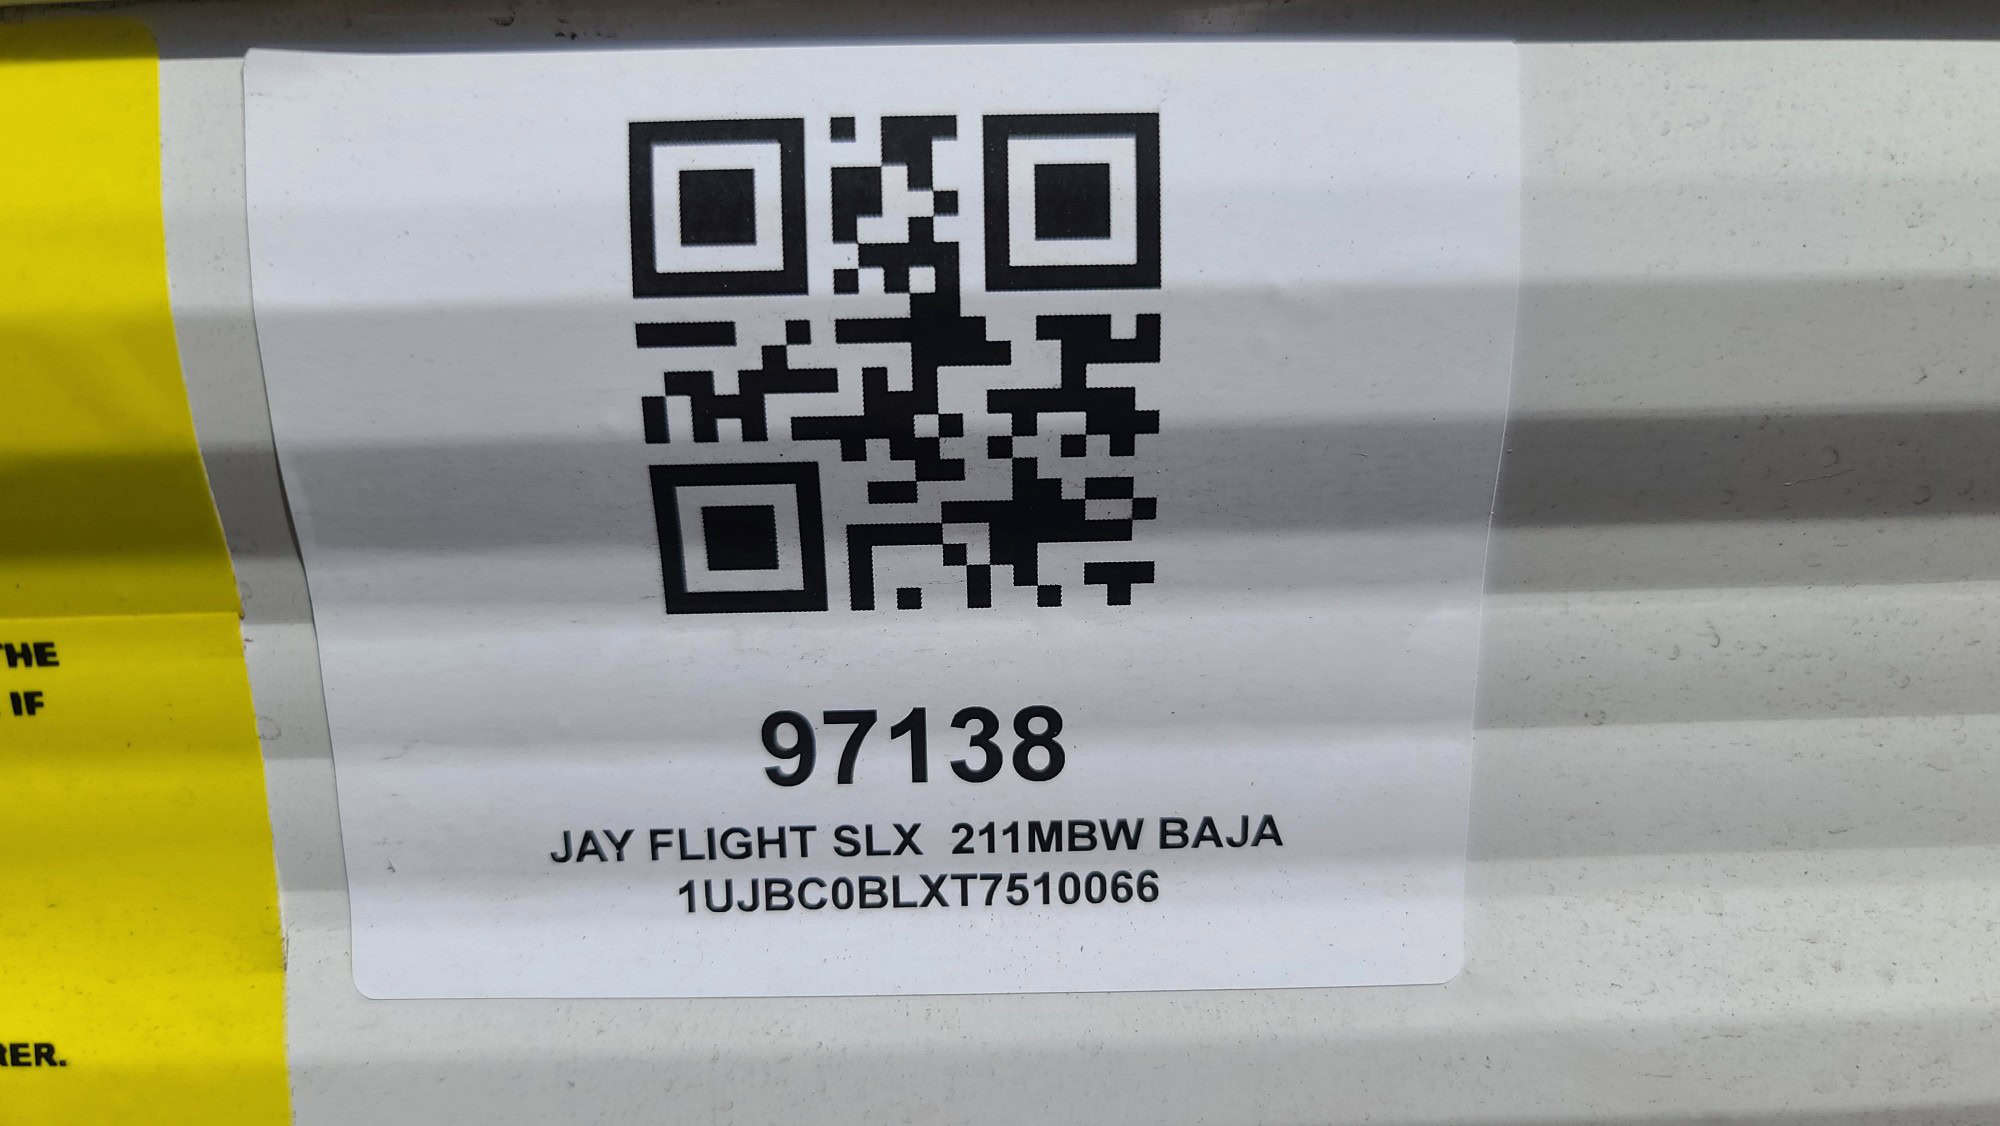 THE
IF
RER.
97138
JAY FLIGHT SLX 211MBW BAJA
1UJBC0BLXT7510066